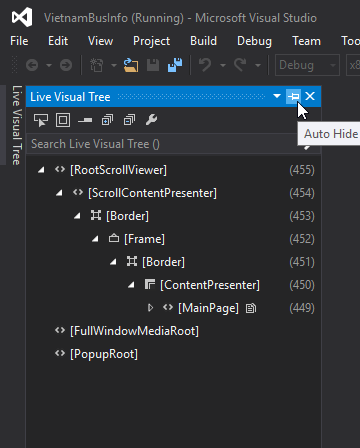 VietnamBusInfo (Running) - Microsoft Visual Studio
File Edit View Project Build Debug Team Tool
Debug x8
Live Visual Tree
Live Visual Tree
Auto Hide
Search Live Visual Tree ()
[RootScrollViewer] (455)
[ScrollContentPresenter] (454)
[Border] (453)
[Frame] (452)
[Border] (451)
[ContentPresenter] (450)
[MainPage] (449)
[FullWindowMediaRoot]
[PopupRoot]